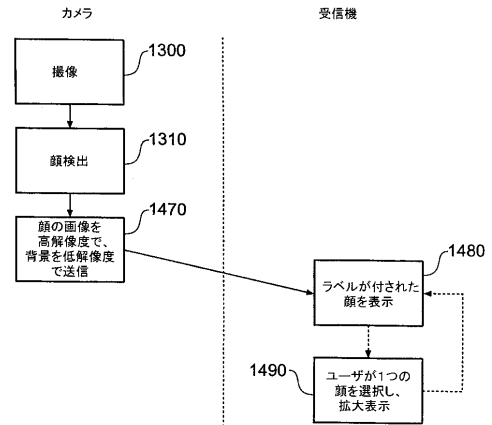 カメラ
受信機
撮像
1300
顔検出
1310
顔の画像を
高解像度で、
背景を低解像度
で送信
1470
ラベルが付された
顔を表示
1480
ユーザが1つの
顔を選択し、
拡大表示
1490